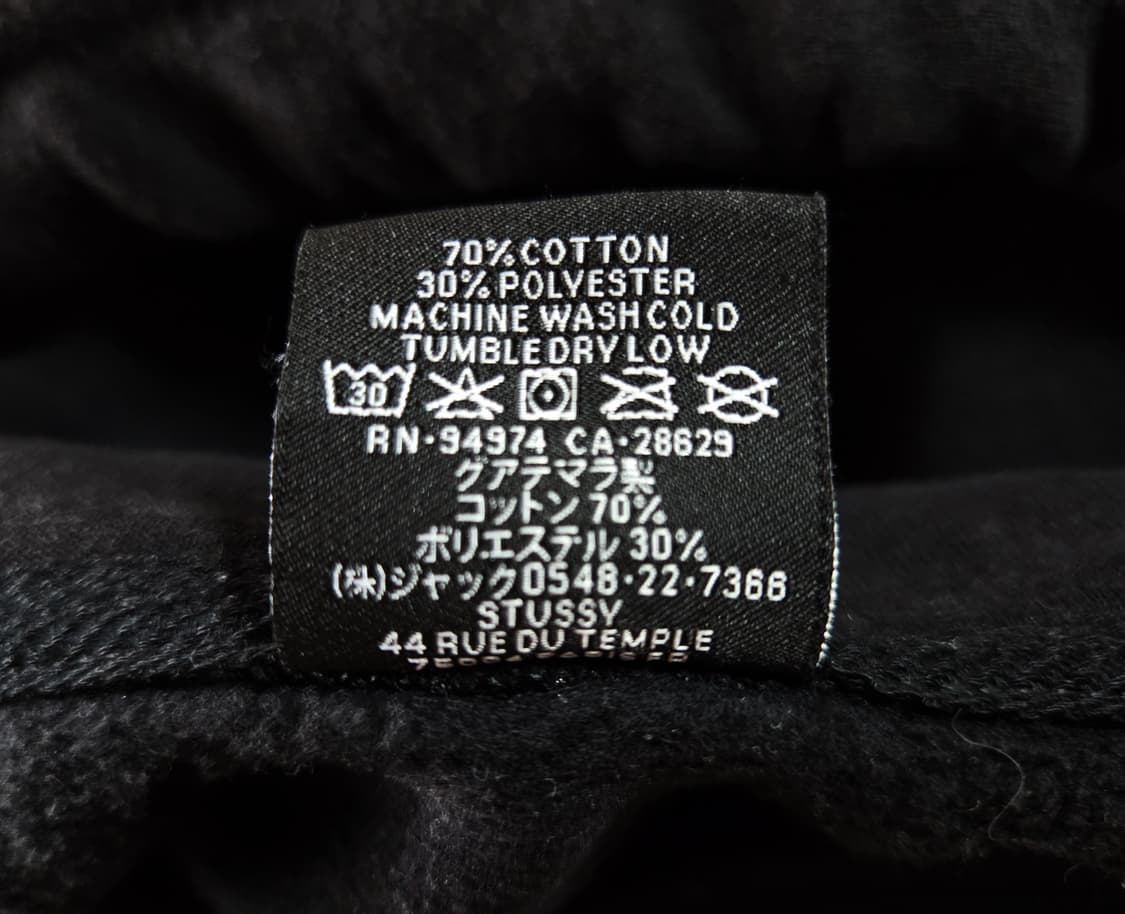 70% COTTON
30% POLYESTER
MACHINE WASH COLD
TUMBLE DRY LOW
30
RN·94974 CA·28629
グアテマラ製
コットン 70%
ポリエステル 30%
(株)ジャック0548·22·7366
STUSSY
44 RUE DU TEMPLE